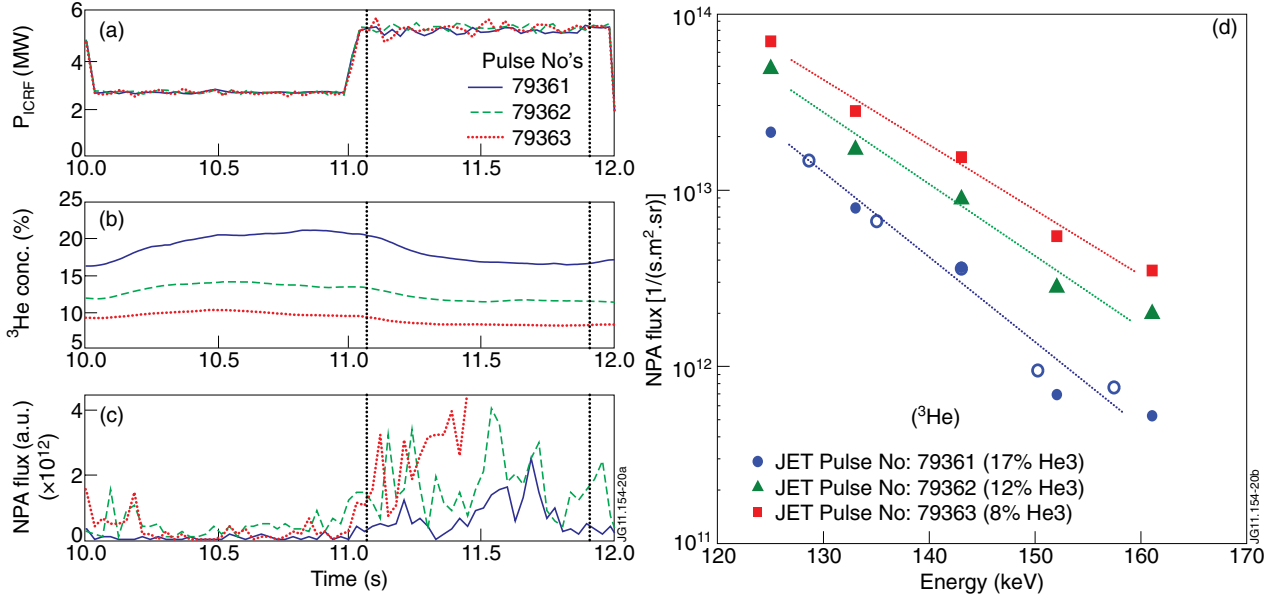 (a)
P_ICRF (MW)
6
4
2
0
Pulse No's
79361
79362
79363
10.0 10.5 11.0 11.5 12.0
(b)
³He conc. (%)
25
20
15
10
5
10.0 10.5 11.0 11.5 12.0
(c)
NPA flux (a.u.)
(×10¹²)
4
2
0
10.0 10.5 11.0 11.5 12.0
Time (s)
JG11.154-20a
(d)
NPA flux [1/(s.m².sr)]
10¹⁴
10¹³
10¹²
10¹¹
(³He)
JET Pulse No: 79361 (17% He3)
JET Pulse No: 79362 (12% He3)
JET Pulse No: 79363 (8% He3)
120 130 140 150 160 170
Energy (keV)
JG11.154-20b